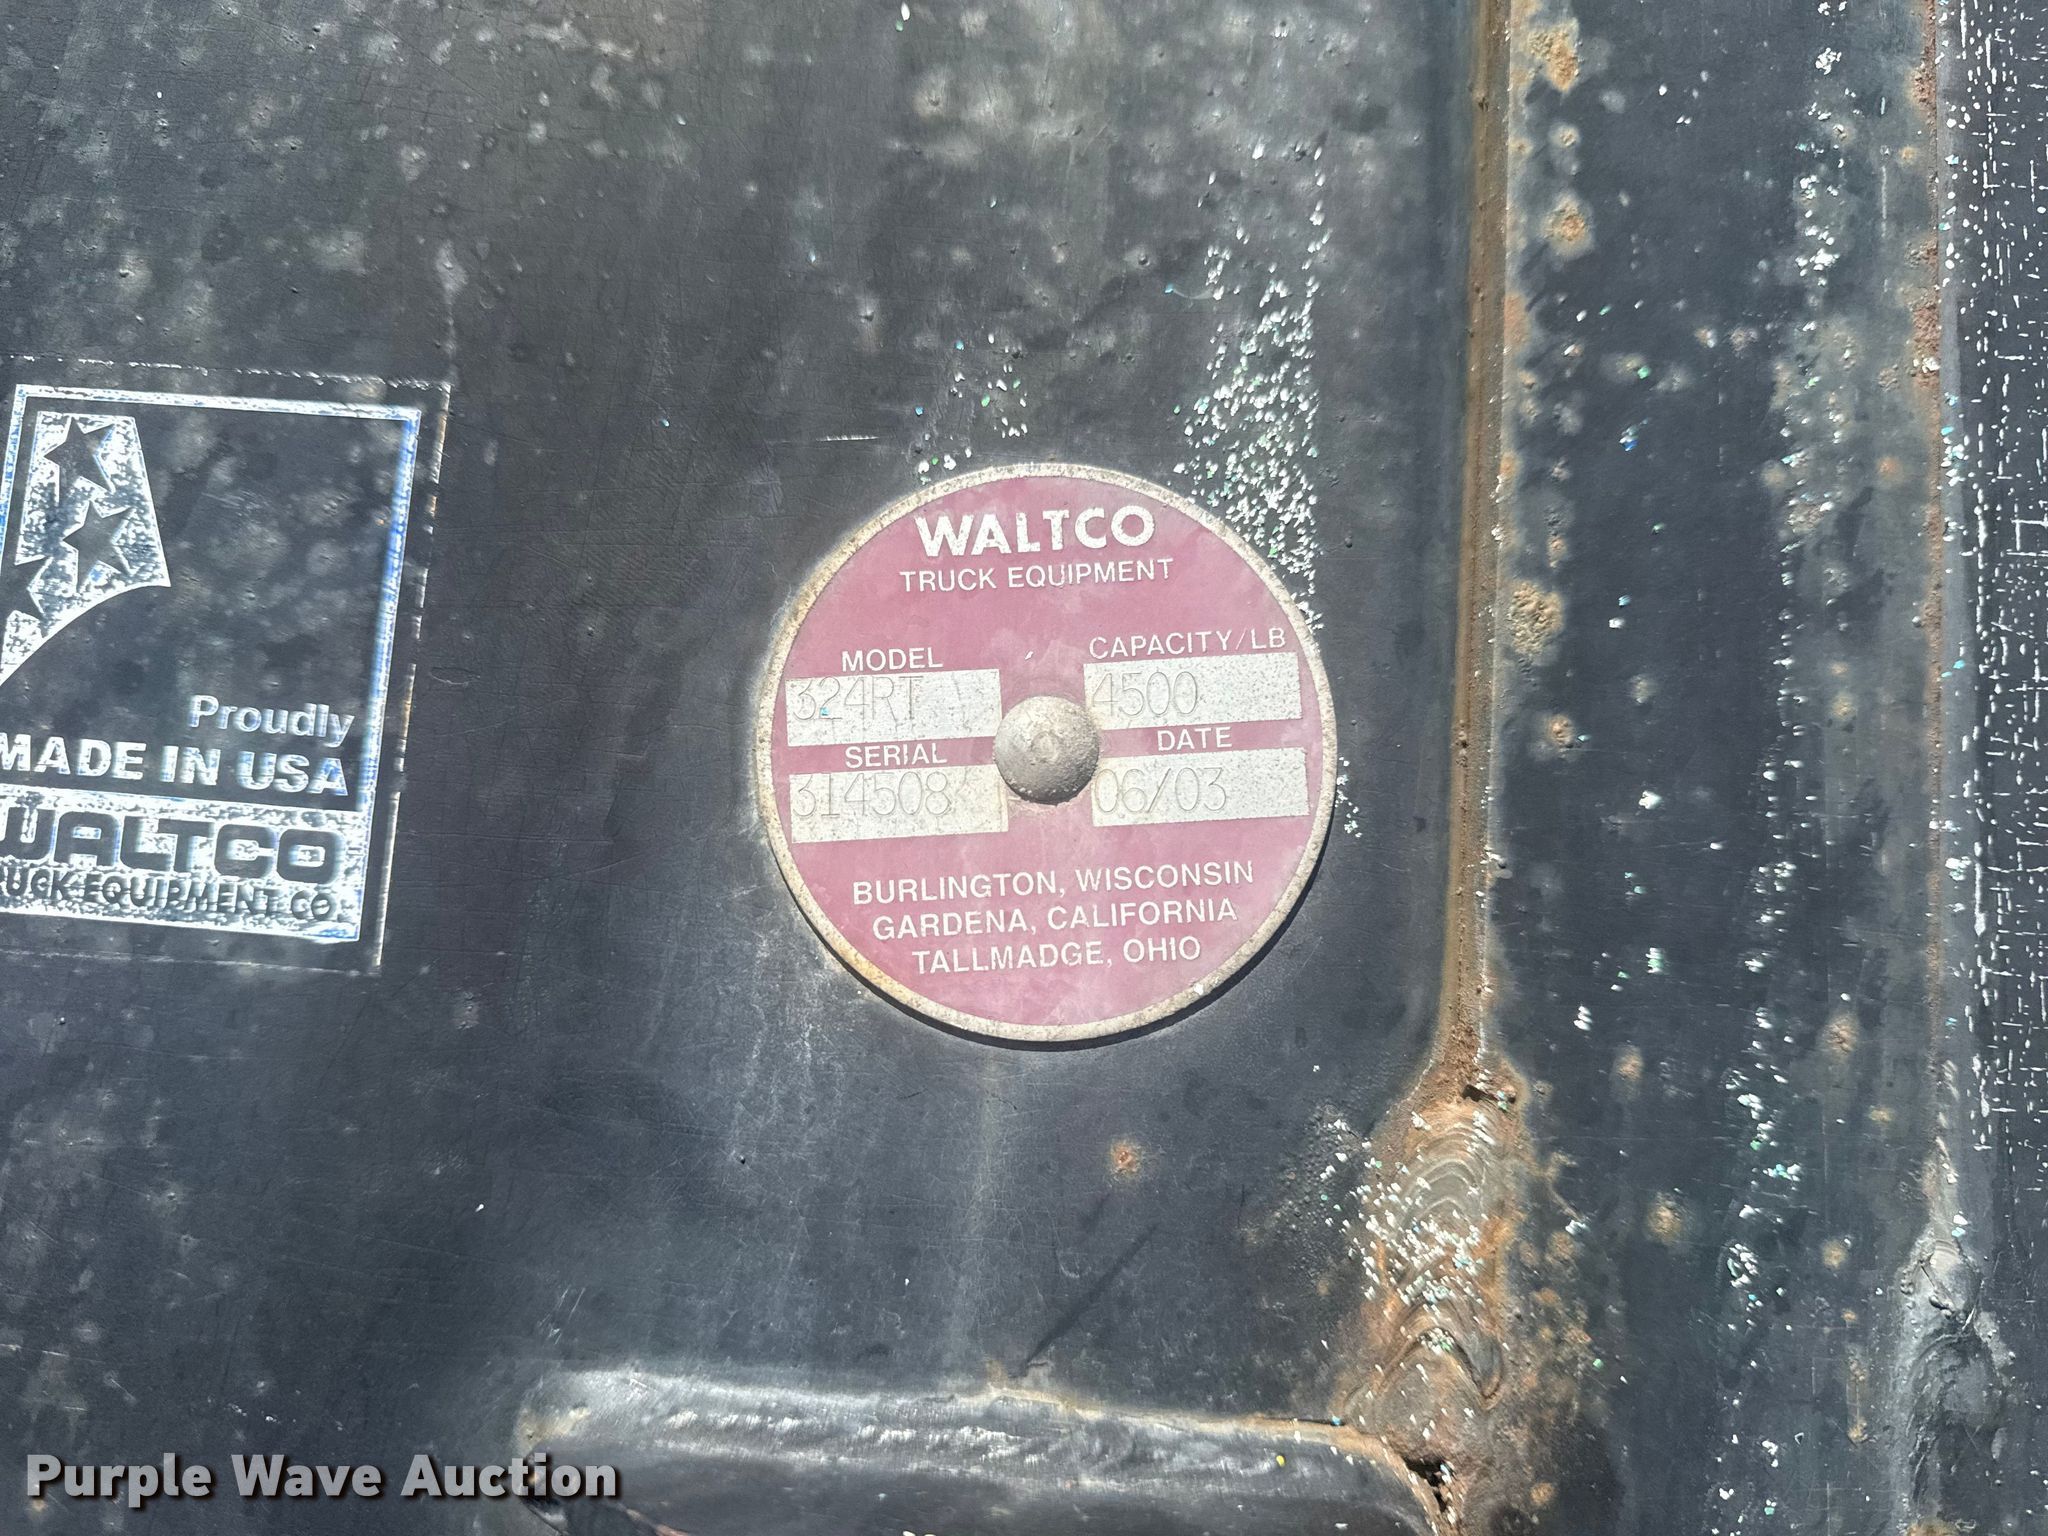 WALTCO
TRUCK EQUIPMENT
MODEL
CAPACITY/LB
324RT
4500
SERIAL
DATE
314508
06/03
BURLINGTON, WISCONSIN
GARDENA, CALIFORNIA
TALLMADGE, OHIO
Proudly
MADE IN USA
WALTCO
RUCK EQUIPMENT CO
Purple Wave Auction